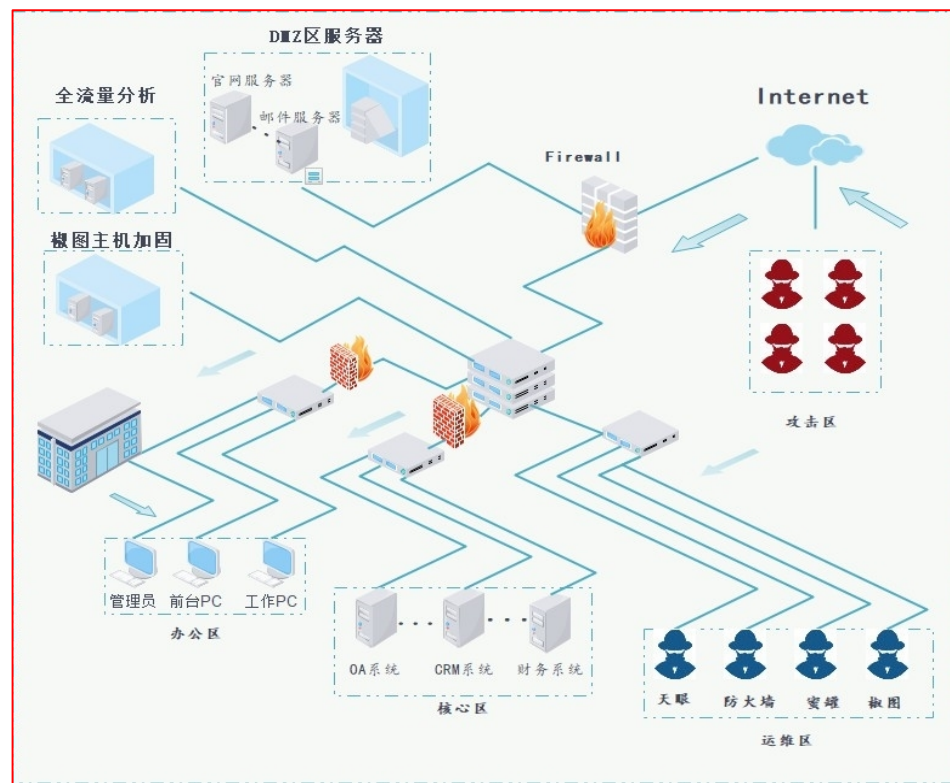 DMZ区服务器
官网服务器
邮件服务器
全流量分析
Internet
Firewall
椒图主机加固
攻击区
管理员 前台PC 工作PC
办公区
OA系统 CRM系统 财务系统
核心区
天眼 防火墙 蜜罐 椒图
运维区